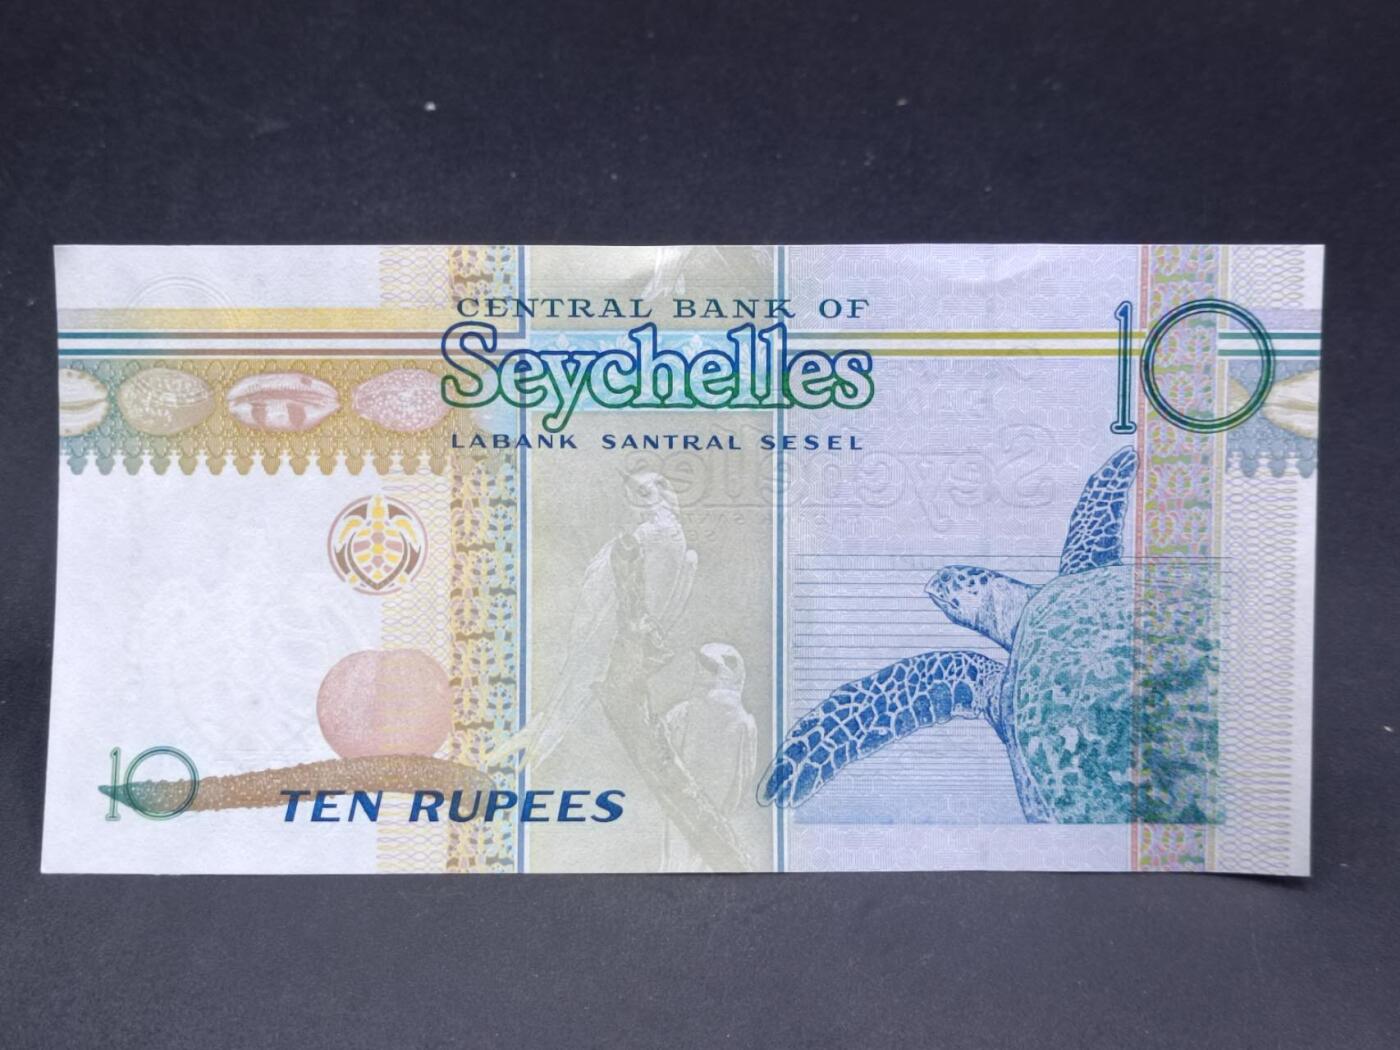 CENTRAL BANK OF
Seychelles
LABANK SANTRAL SESEL
10
10
TEN RUPEES